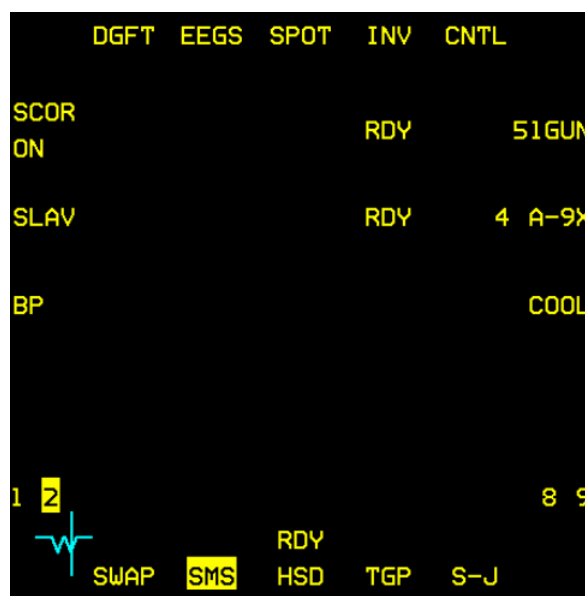 DGFT EEGS SPOT INV CNTL
SCOR
ON RDY 51GUN
SLAV RDY 4 A-9X
BP COOL
1 2 8 9
RDY
SWAP SMS HSD TGP S-J